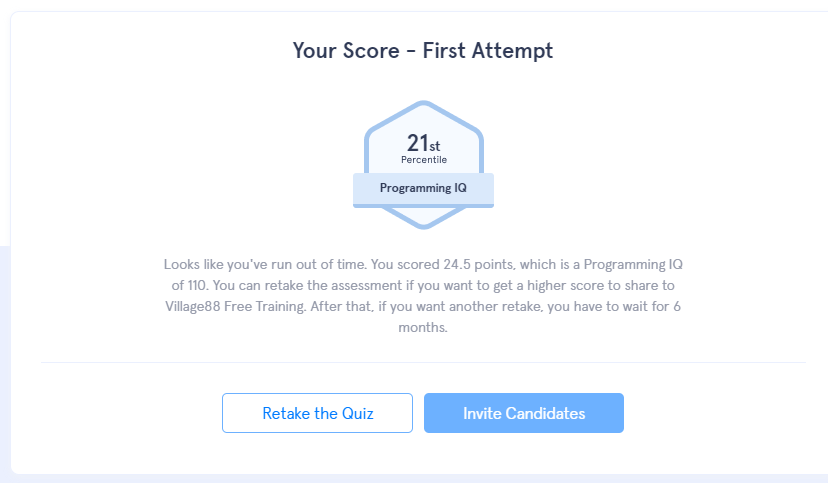 Your Score - First Attempt
21st
Percentile
Programming IQ
Looks like you've run out of time. You scored 24.5 points, which is a Programming IQ
of 110. You can retake the assessment if you want to get a higher score to share to
Village88 Free Training. After that, if you want another retake, you have to wait for 6
months.
Retake the Quiz
Invite Candidates